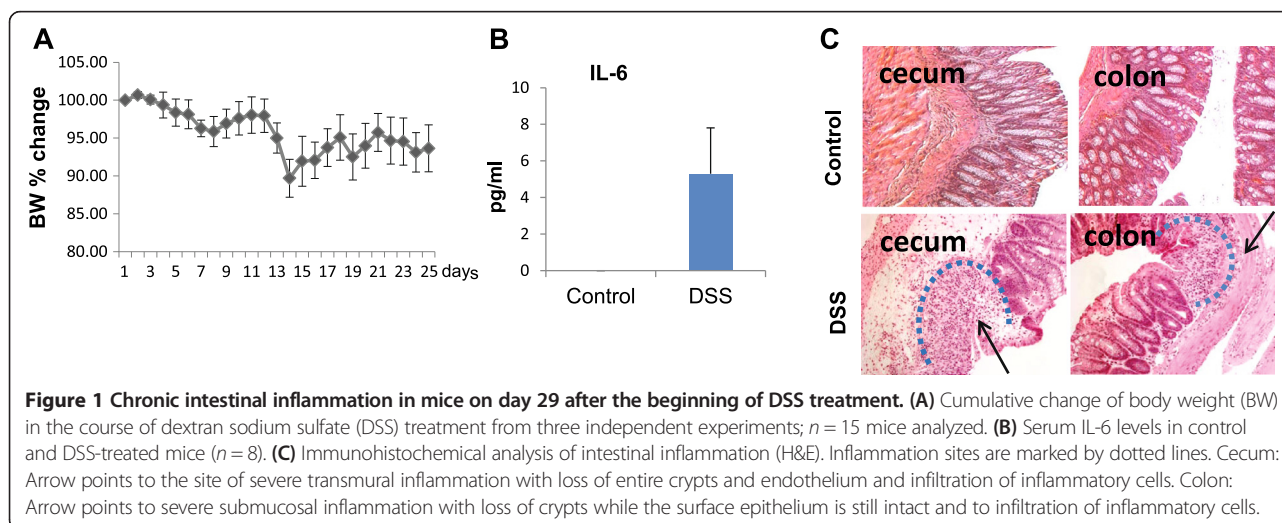 A
BW % change
105.00
100.00
95.00
90.00
85.00
80.00
1 3 5 7 9 11 13 15 17 19 21 23 25 days
B
IL-6
pg/ml
10
8
6
4
2
0
Control DSS
C
Control
cecum colon
DSS
cecum colon
Figure 1 Chronic intestinal inflammation in mice on day 29 after the beginning of DSS treatment. (A) Cumulative change of body weight (BW)
in the course of dextran sodium sulfate (DSS) treatment from three independent experiments; n = 15 mice analyzed. (B) Serum IL-6 levels in control
and DSS-treated mice (n = 8). (C) Immunohistochemical analysis of intestinal inflammation (H&E). Inflammation sites are marked by dotted lines. Cecum:
Arrow points to the site of severe transmural inflammation with loss of entire crypts and endothelium and infiltration of inflammatory cells. Colon:
Arrow points to severe submucosal inflammation with loss of crypts while the surface epithelium is still intact and to infiltration of inflammatory cells.